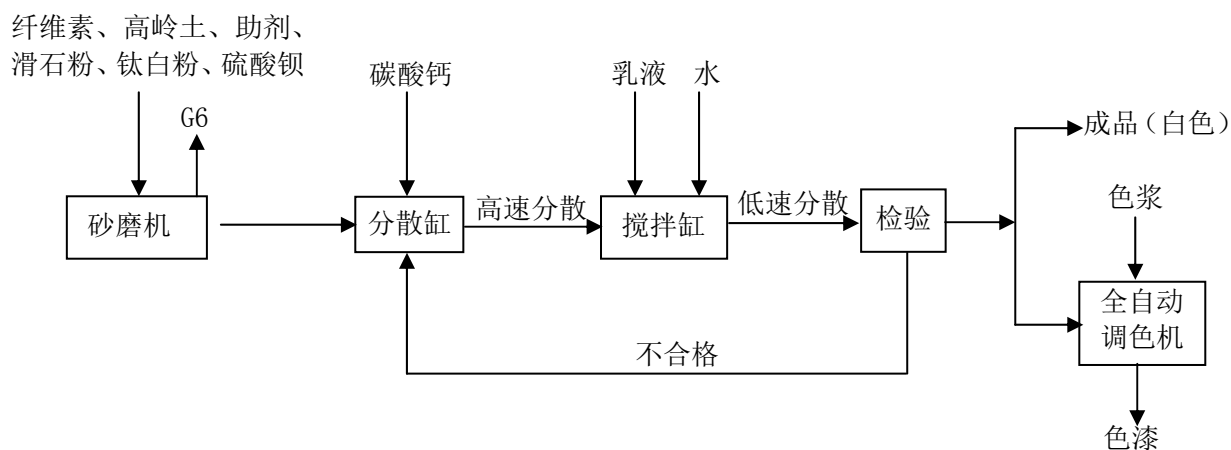 纤维素、高岭土、助剂、
滑石粉、钛白粉、硫酸钡
G6
碳酸钙
乳液
水
成品（白色）
砂磨机
分散缸
高速分散
搅拌缸
低速分散
检验
色浆
全自动
调色机
不合格
色漆